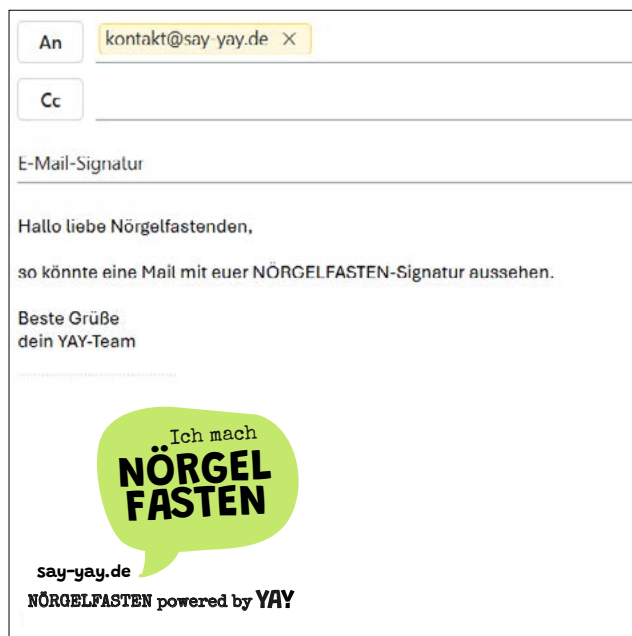 An
kontakt@say-yay.de ×
Cc
E-Mail-Signatur
Hallo liebe Nörgelfastenden,
so könnte eine Mail mit euer NÖRGELFASTEN-Signatur aussehen.
Beste Grüße
dein YAY-Team
Ich mach
NÖRGEL
FASTEN
say-yay.de
NÖRGELFASTEN powered by YAY